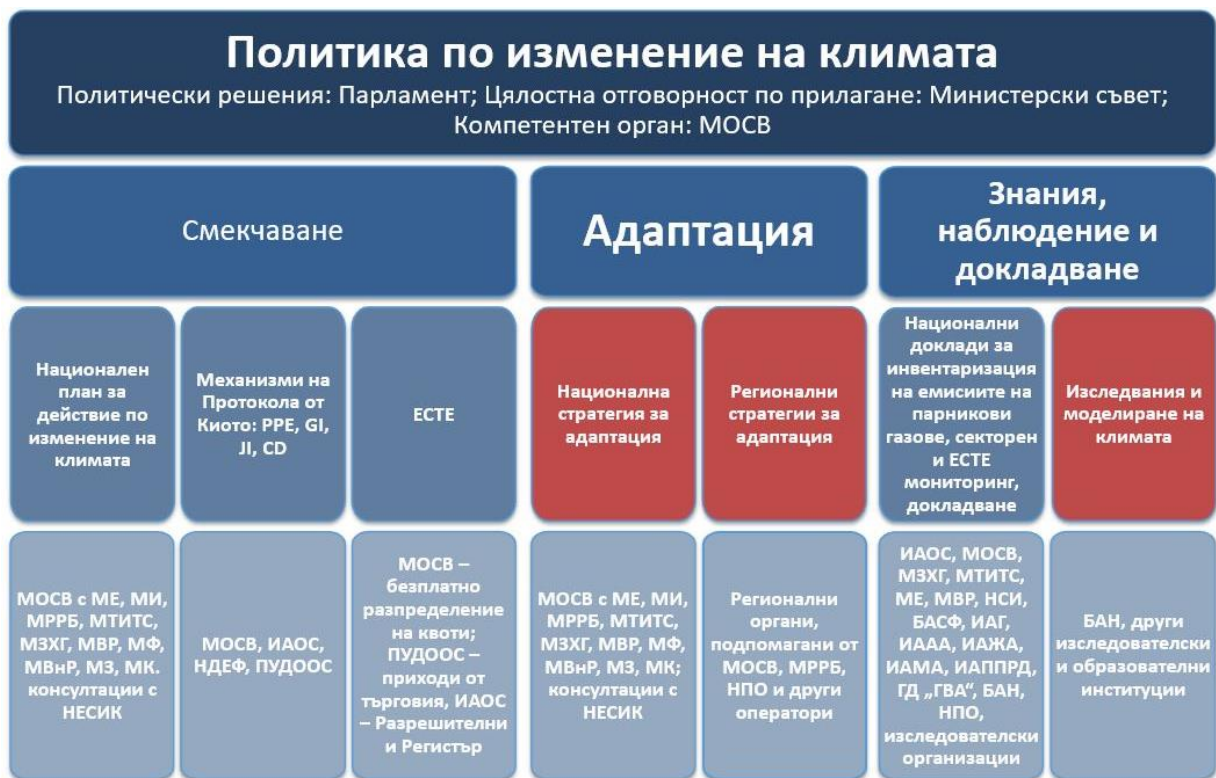 Политика по изменение на климата
Политически решения: Парламент; Цялостна отговорност по прилагане: Министерски съвет;
Компетентен орган: МОСВ
Смекчаване
Адаптация
Знания,
наблюдение и
докладване
Национален
план за
действие по
изменение на
климата
Механизми на
Протокола от
Киото: PPE, GI,
JI, CD
ЕСТЕ
Национална
стратегия за
адаптация
Регионални
стратегии за
адаптация
Национални
доклади за
инвентаризация
на емисиите на
парникови
газове, секторен
и ЕСТЕ
мониторинг,
докладване
Изследвания и
моделиране на
климата
МОСВ с МЕ, МИ,
МРРБ, МТИТС,
МЗХГ, МВР, МФ,
МВнР, МЗ, МК.
консултации с
НЕСИК
МОСВ, ИАОС,
НДЕФ, ПУДООС
МОСВ –
безплатно
разпределение
на квоти;
ПУДООС –
приходи от
търговия, ИАОС
– Разрешителни
и Регистър
МОСВ с МЕ, МИ,
МРРБ, МТИТС,
МЗХГ, МВР, МФ,
МВнР, МЗ, МК;
консултации с
НЕСИК
Регионални
органи,
подпомагани от
МОСВ, МРРБ,
НПО и други
оператори
ИАОС, МОСВ,
МЗХГ, МТИТС,
МЕ, МВР, НСИ,
БАСФ, ИАГ,
ИААА, ИАЖА,
ИАМА, ИАППРД,
ГД „ГВА“, БАН,
НПО,
изследователски
организации
БАН, други
изследователски
и образователни
институции